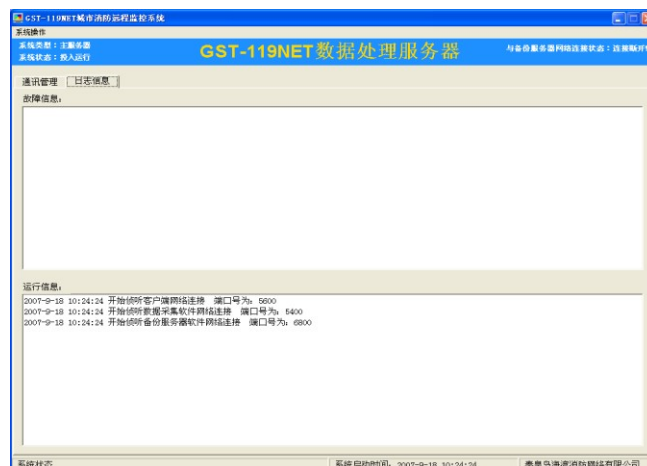 GST-119NET城市消防远程监控系统
系统操作
系统类型：主服务器
系统状态：投入运行
GST-119NET数据处理服务器
与备份服务器网络连接状态：连接断开
通讯管理 日志信息
故障信息：
运行信息：
2007-9-18 10:24:24 开始侦听客户端网络连接 端口号为：5600
2007-9-18 10:24:24 开始侦听数据采集软件网络连接 端口号为：5400
2007-9-18 10:24:24 开始侦听备份服务器软件网络连接 端口号为：6800
系统状态 系统启动时间：2007-9-18 10:24:24 秦皇岛海湾消防网络有限公司